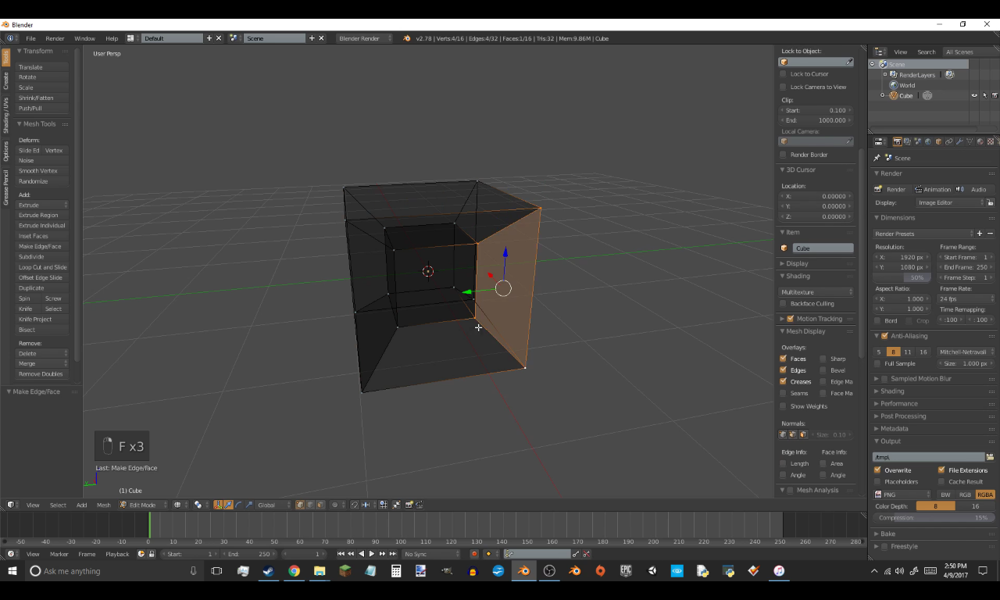 Blender
File Render Window Help Default Scene Blender Render v2.78 | Verts:4/16 | Edges:4/32 | Faces:1/16 | Tris:32 | Mem:9.86M | Cube
Tools
Create
Shading / UVs
Options
Grease Pencil
Transform
Translate
Rotate
Scale
Shrink/Fatten
Push/Pull
Mesh Tools
Deform:
Slide Ed Vertex
Noise
Smooth Vertex
Randomize
Add:
Extrude
Extrude Region
Extrude Individual
Inset Faces
Make Edge/Face
Subdivide
Loop Cut and Slide
Offset Edge Slide
Duplicate
Spin Screw
Knife Select
Knife Project
Bisect
Remove:
Delete
Merge
Remove Doubles
Make Edge/Face
User Persp
F x3
Last: Make Edge/Face
(1) Cube
Lock to Object:
Lock to Cursor
Lock Camera to View
Clip:
Start: 0.100
End: 1000.000
Local Camera:
Render Border
3D Cursor
Location:
X: 0.00000
Y: 0.00000
Z: 0.00000
Item
Cube
Display
Shading
Multitexture
Backface Culling
Motion Tracking
Mesh Display
Overlays:
Faces Sharp
Edges Bevel
Creases Edge Ma
Seams Face Ma
Show Weights
Normals:
Size: 0.10
Edge Info: Face Info:
Length Area
Angle Angle
Mesh Analysis
View Search All Scenes
Scene
RenderLayers
World
Cube
Scene
Render
Render Animation Audio
Display: Image Editor
Dimensions
Render Presets
Resolution: Frame Range:
X: 1920 px Start Frame: 1
Y: 1080 px End Frame: 250
50% Frame Step: 1
Aspect Ratio: Frame Rate:
X: 1.000 24 fps
Y: 1.000 Time Remapping:
Bord Crop :100 :100
Anti-Aliasing
5 8 11 16 Mitchell-Netravali
Full Sample Size: 1.000 px
Sampled Motion Blur
Shading
Performance
Post Processing
Metadata
Output
/tmp\
Overwrite File Extensions
Placeholders Cache Result
PNG BW RGB RGBA
Color Depth: 8 16
Compression: 15%
Bake
Freestyle
View Select Add Mesh Edit Mode Global
-50 -40 -30 -20 -10 0 10 20 30 40 50 60 70 80 90 100 110 120 130 140 150 160 170 180 190 200 210 220 230 240 250 260 270 280
View Marker Frame Playback Start: 1 End: 250 1 No Sync
Ask me anything
EPIC
2:50 PM
4/9/2017